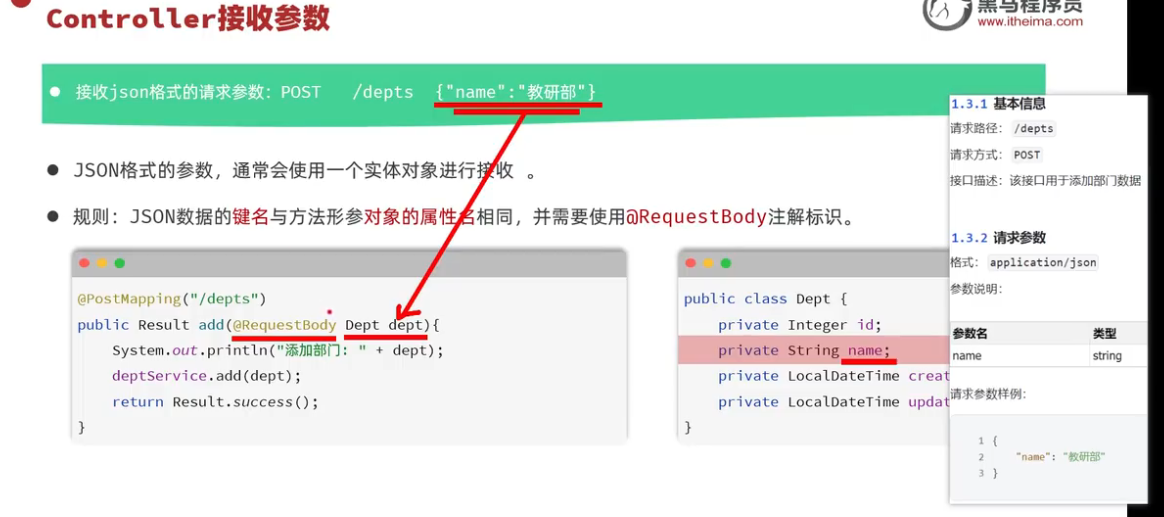 Controller接收参数
黑马程序员
www.itheima.com
接收json格式的请求参数：POST /depts {"name":"教研部"}
JSON格式的参数，通常会使用一个实体对象进行接收 。
规则：JSON数据的键名与方法形参对象的属性名相同，并需要使用@RequestBody注解标识。
@PostMapping("/depts")
public Result add(@RequestBody Dept dept){
System.out.println("添加部门: " + dept);
deptService.add(dept);
return Result.success();
}
public class Dept {
private Integer id;
private String name;
private LocalDateTime creat
private LocalDateTime updat
}
1.3.1 基本信息
请求路径： /depts
请求方式： POST
接口描述：该接口用于添加部门数据
1.3.2 请求参数
格式： application/json
参数说明：
参数名 类型
name string
请求参数样例：
1 {
2 "name": "教研部"
3 }